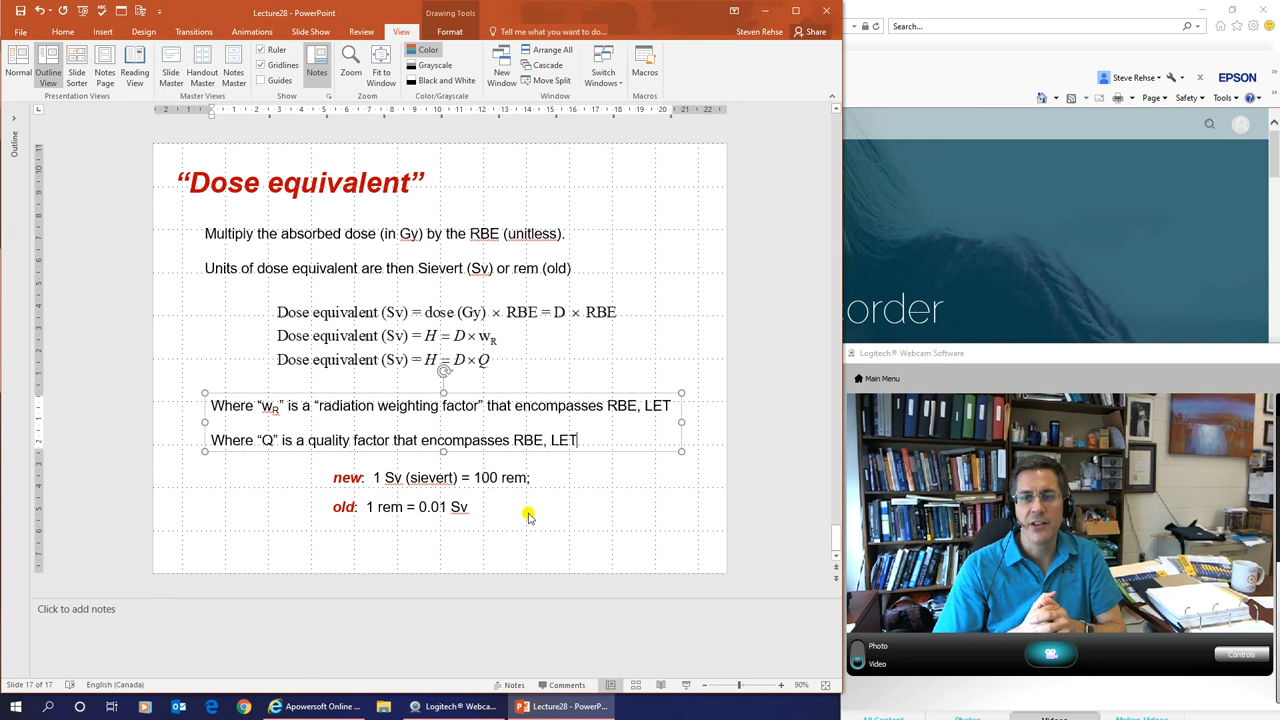 Lecture28 - PowerPoint
Drawing Tools
File Home Insert Design Transitions Animations Slide Show Review View Format Tell me what you want to do... Steven Rehse Share
Normal Outline View Slide Sorter Notes Page Reading View
Presentation Views
Slide Master Handout Master Notes Master
Master Views
Ruler
Gridlines
Guides
Show
Notes
Zoom Fit to Window
Zoom
Color
Grayscale
Black and White
Color/Grayscale
New Window
Arrange All
Cascade
Move Split
Switch Windows
Window
Macros
Macros
Outline
“Dose equivalent”
Multiply the absorbed dose (in Gy) by the RBE (unitless).
Units of dose equivalent are then Sievert (Sv) or rem (old)
Dose equivalent (Sv) = dose (Gy) × RBE = D × RBE
Dose equivalent (Sv) = H = D × wR
Dose equivalent (Sv) = H = D × Q
Where “wR” is a “radiation weighting factor” that encompasses RBE, LET
Where “Q” is a quality factor that encompasses RBE, LET
new: 1 Sv (sievert) = 100 rem;
old: 1 rem = 0.01 Sv
Click to add notes
Slide 17 of 17 English (Canada) Notes Comments 90%
Apowersoft Online ... Logitech® Webca... Lecture28 - PowerP...
Search...
Steve Rehse
EPSON
Page Safety Tools
order
Logitech® Webcam Software
Main Menu
Photo
Video
Controls
All Content Photos Videos Motion Videos